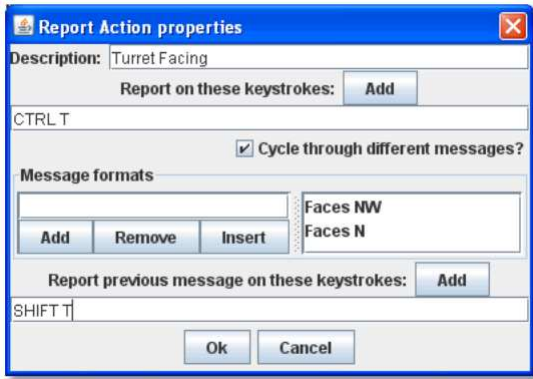 Report Action properties
Description: Turret Facing
Report on these keystrokes: Add
CTRL T
Cycle through different messages?
Message formats
Faces NW
Add Remove Insert Faces N
Report previous message on these keystrokes: Add
SHIFT T
Ok Cancel